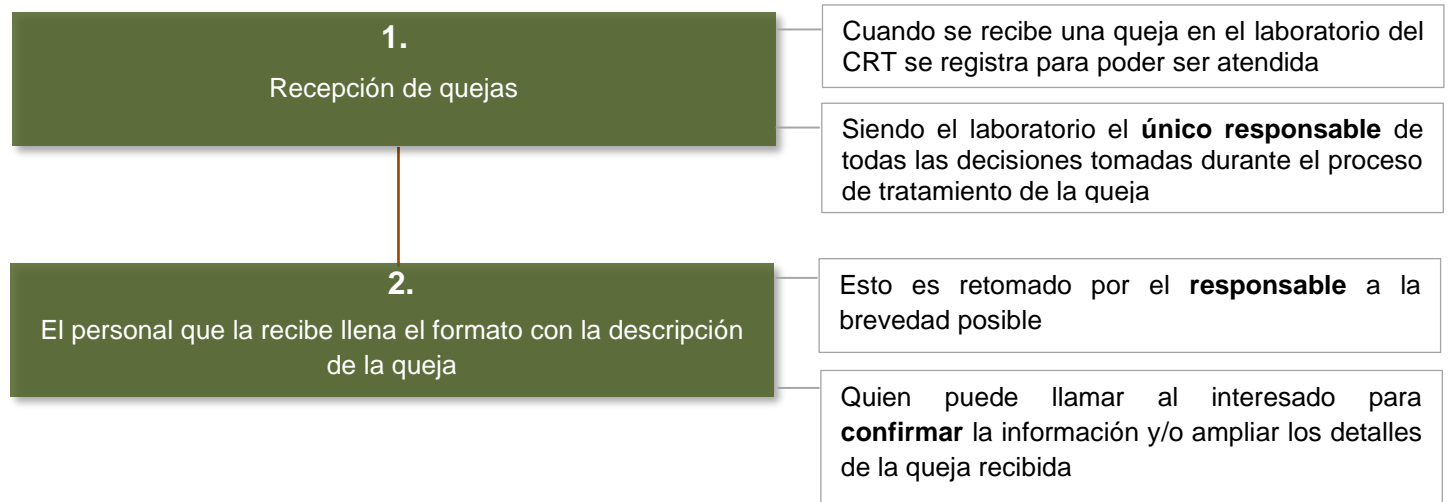 1.
Recepción de quejas
Cuando se recibe una queja en el laboratorio del
CRT se registra para poder ser atendida
Siendo el laboratorio el único responsable de
todas las decisiones tomadas durante el proceso
de tratamiento de la queja
2.
El personal que la recibe llena el formato con la descripción
de la queja
Esto es retomado por el responsable a la
brevedad posible
Quien puede llamar al interesado para
confirmar la información y/o ampliar los detalles
de la queja recibida